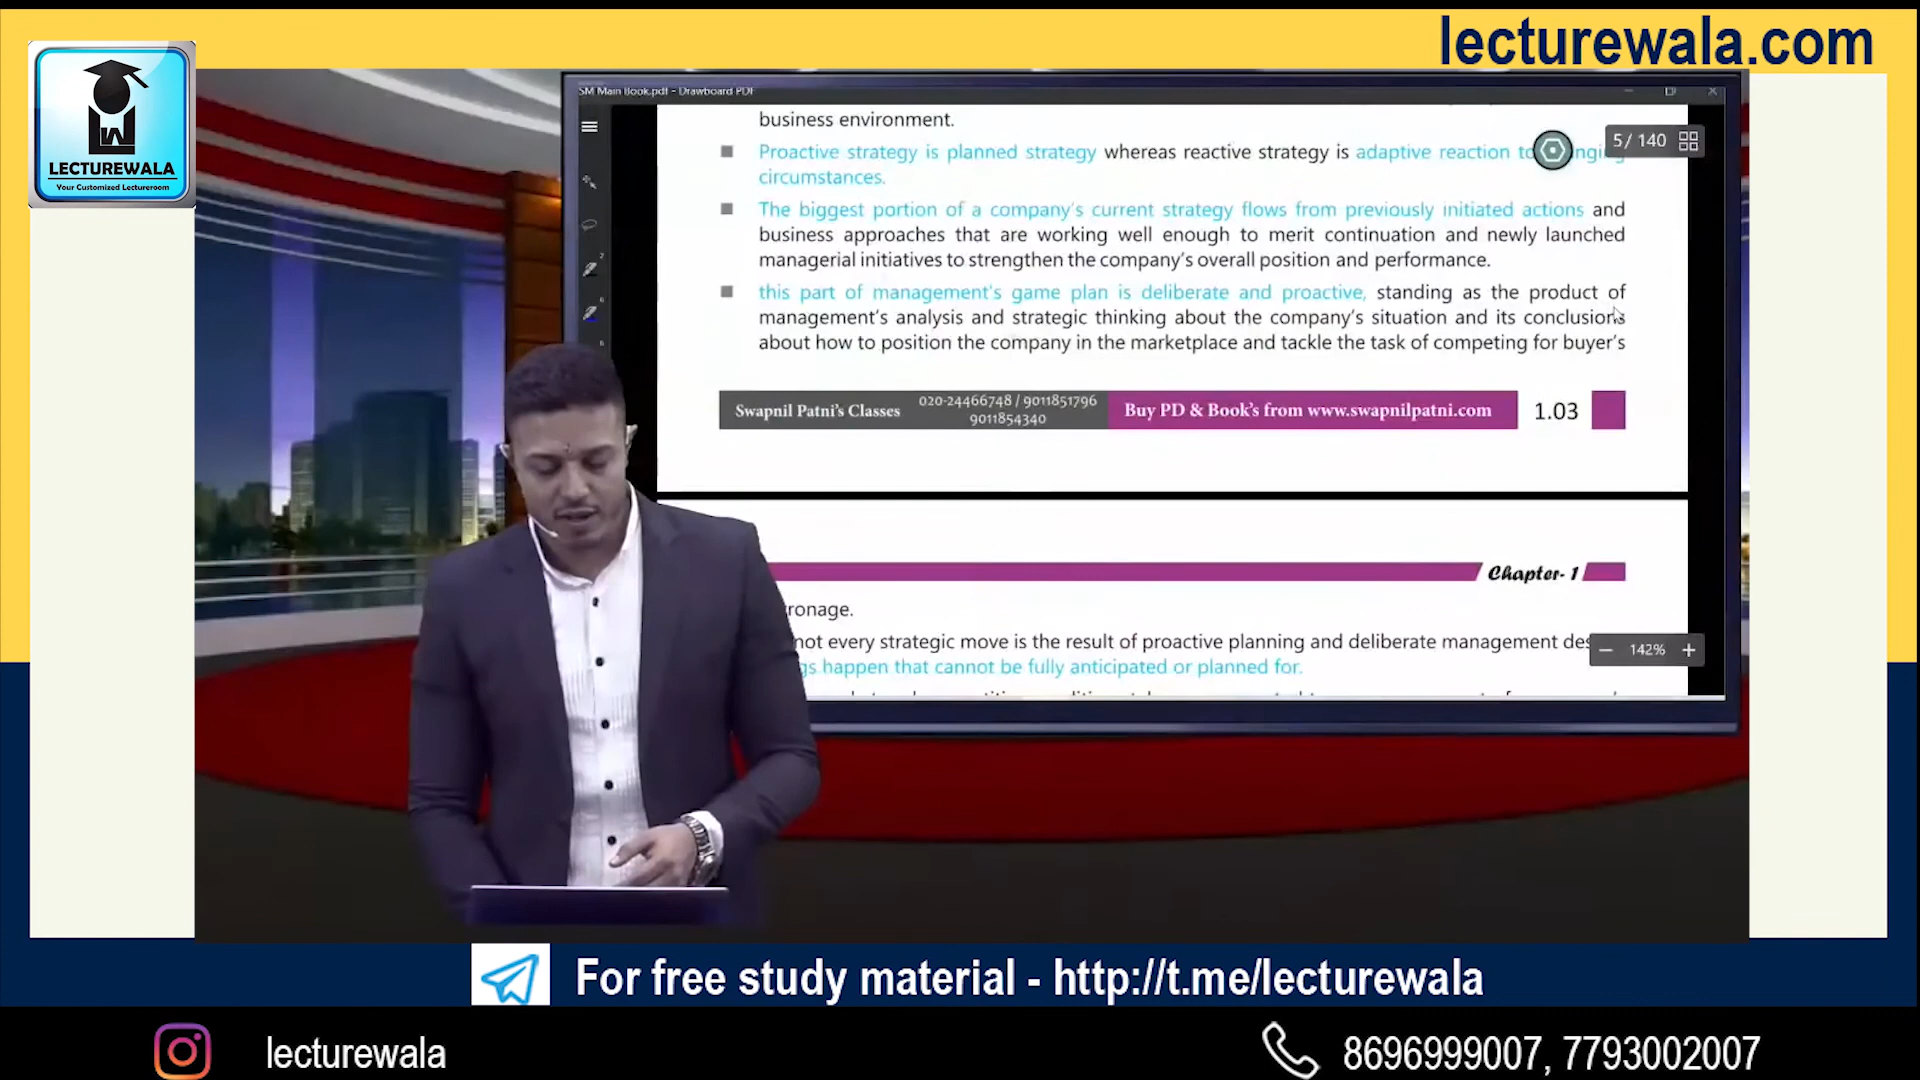 lecturewala.com
LW
LECTUREWALA
Your Customized Lectureroom
SM Main Book.pdf - Drawboard PDF
business environment.
5 / 140
Proactive strategy is planned strategy whereas reactive strategy is adaptive reaction
circumstances.
The biggest portion of a company's current strategy flows from previously initiated actions and
business approaches that are working well enough to merit continuation and newly launched
managerial initiatives to strengthen the company's overall position and performance.
this part of management's game plan is deliberate and proactive, standing as the product of
management's analysis and strategic thinking about the company's situation and its conclusions
about how to position the company in the marketplace and tackle the task of competing for buyer's
Swapnil Patni's Classes
020-24466748 / 9011851796
9011854340
Buy PD & Book's from www.swapnilpatni.com
1.03
Chapter- 1
not every strategic move is the result of proactive planning and deliberate management
happen that cannot be fully anticipated or planned for.
142%
For free study material - http://t.me/lecturewala
lecturewala
8696999007, 7793002007